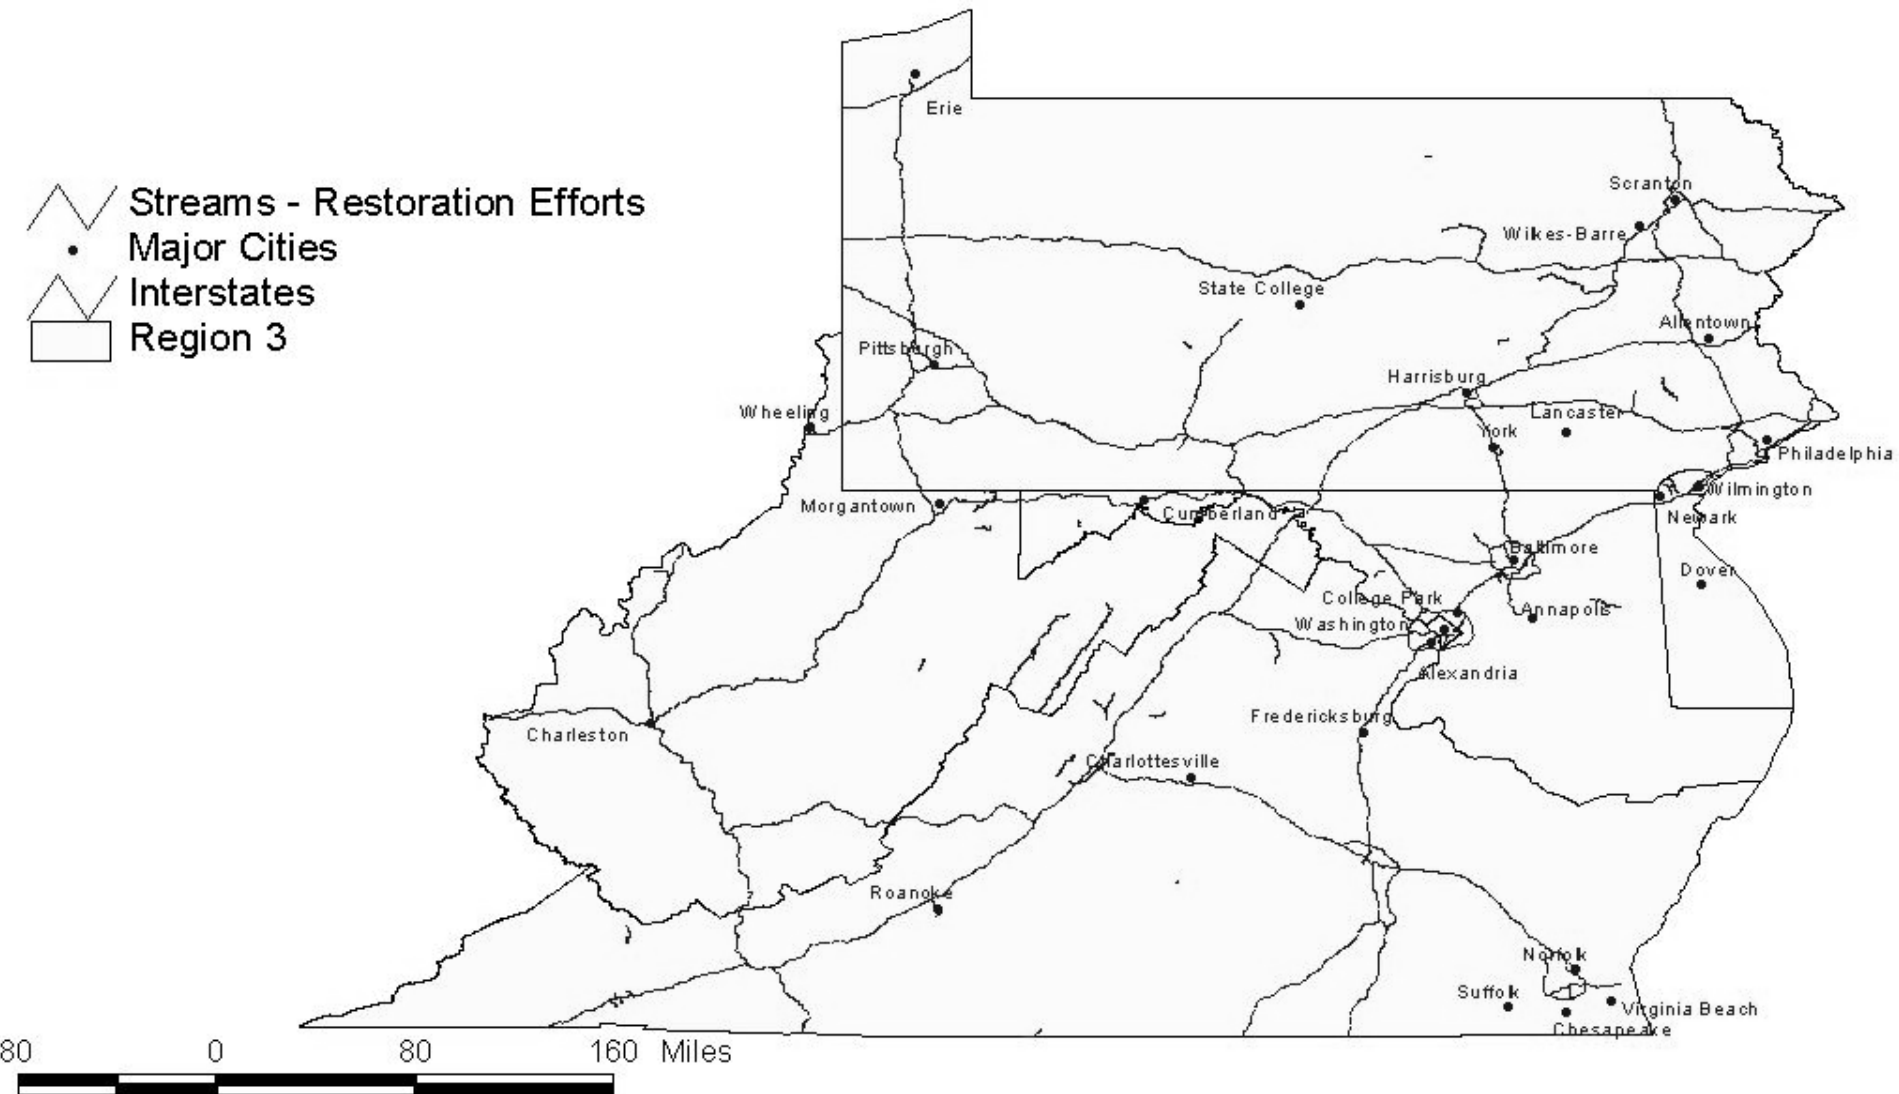 Erie
Scranton
Streams - Restoration Efforts
Wilkes-Barre
Major Cities
State College
Interstates
Allentown
Region 3
Pittsburgh
Harrisburg
Wheeling
Lancaster
York
Philadelphia
Wilmington
Morgantown
Cumberland
Newark
Baltimore
Dover
College Park
Annapolis
Washington
Alexandria
Fredericksburg
Charleston
Charlottesville
Roanoke
Norfolk
Suffolk
Virginia Beach
Chesapeake
80 0 80 160 Miles